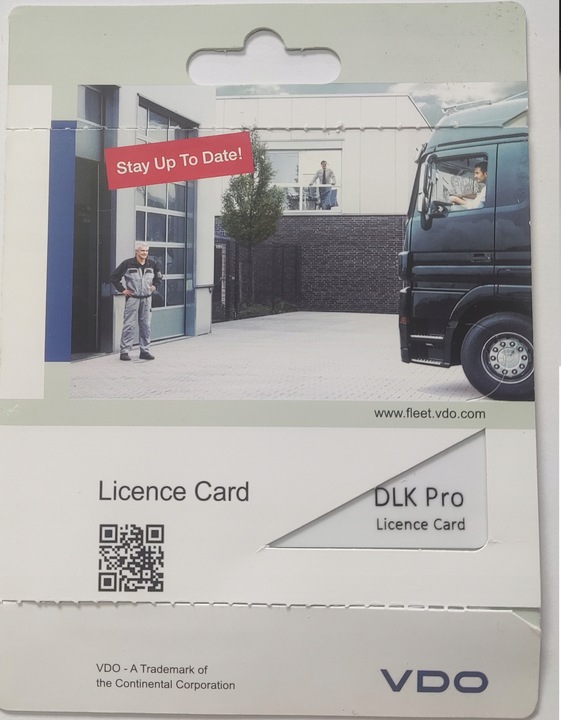 Stay Up To Date!
www.fleet.vdo.com
Licence Card
DLK Pro
Licence Card
VDO - A Trademark of
the Continental Corporation
VDO